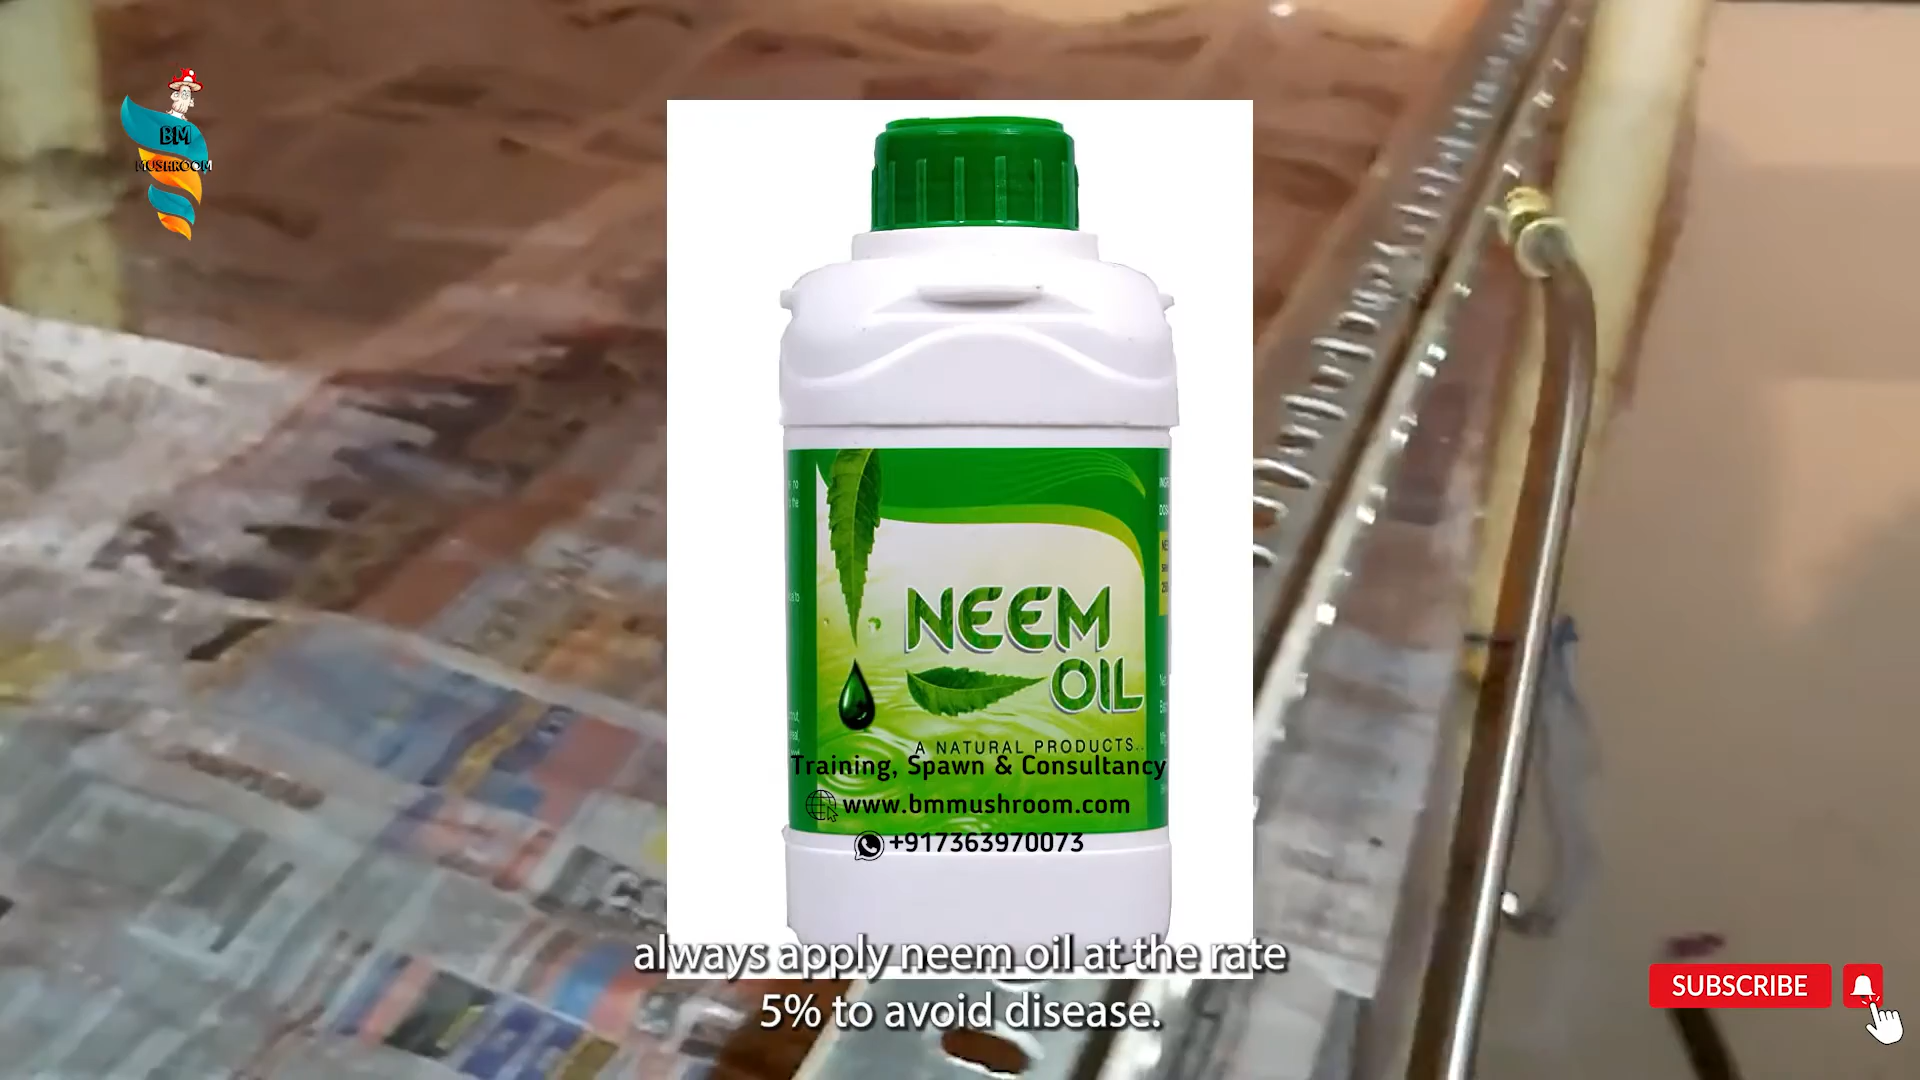 BM
MUSHROOM
NEEM
OIL
A NATURAL PRODUCTS..
Training, Spawn & Consultancy
www.bmmushroom.com
+917363970073
always apply neem oil at the rate
5% to avoid disease.
SUBSCRIBE